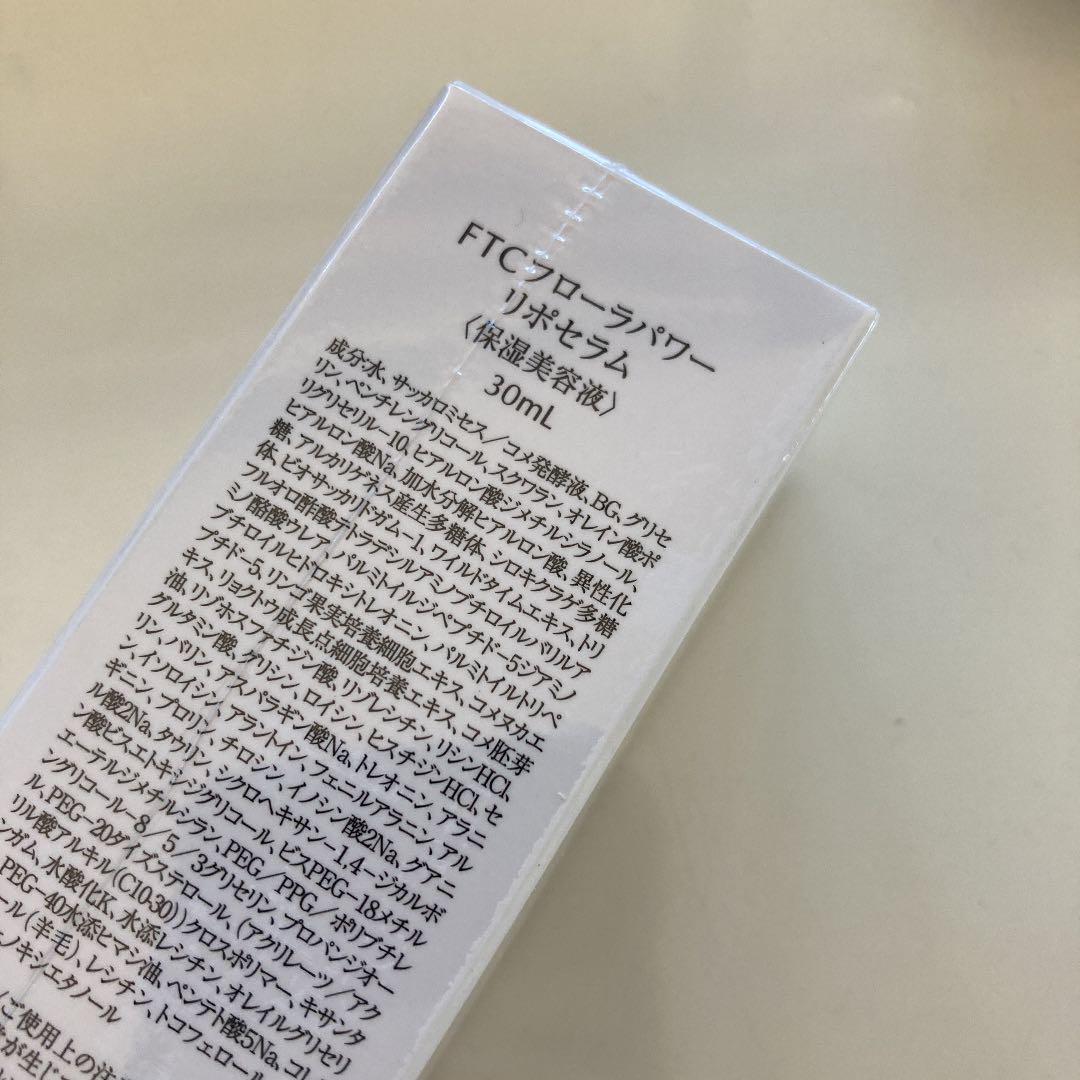 FTCフローラパワー
リポセラム
〈保湿美容液〉
30mL
成分:水、サッカロミセス/コメ発酵液、BG、グリセ
リン、ペンチレングリコール、スクワラン、オレイン酸ポ
リグリセリル-10、ヒアルロン酸ジメチルシラノール、
ヒアルロン酸Na、加水分解ヒアルロン酸、異性化
糖、アルカリゲネス産生多糖体、シロキクラゲ多糖
体、ビオサッカリドガム-1、ワイルドタイムエキス、トリ
フルオロ酢酸テトラデシルアミノブチロイルバリルア
ミノ酪酸ウレア、パルミトイルジペプチド-5ジアミノ
ブチロイルヒドロキシトレオニン、パルミトイルトリペ
プチド-5、リンゴ果実培養細胞エキス、コメヌカエ
キス、リョクトウ成長点細胞培養エキス、コメ胚芽
油、リゾホスファチジン酸、リゾレシチン、リシンHCl、
グルタミン酸、グリシン、ロイシン、ヒスチジンHCl、セ
リン、バリン、アスパラギン酸Na、トレオニン、アラニ
ン、イソロイシン、アラントイン、フェニルアラニン、アル
ギニン、プロリン、チロシン、イノシン酸2Na、グアニ
ル酸2Na、タウリン、シクロヘキサン-1,4-ジカルボ
ン酸ビスエトキシジグリコール、ビスPEG-18メチル
エーテルジメチルシラン、PEG/PPG/ポリブチレ
ングリコール-8/5/3グリセリン、プロパンジオー
ル、PEG-20ダイズステロール、(アクリレーツ/アク
リル酸アルキル(C10-30))クロスポリマー、キサンタ
ンガム、水酸化K、水添レシチン、オレイルグリセリ
PEG-40水添ヒマシ油、ペンテト酸5Na、コレ
ール(羊毛)、レシチン、トコフェロール
ノキシエタノール
ご使用上の注
が生じ